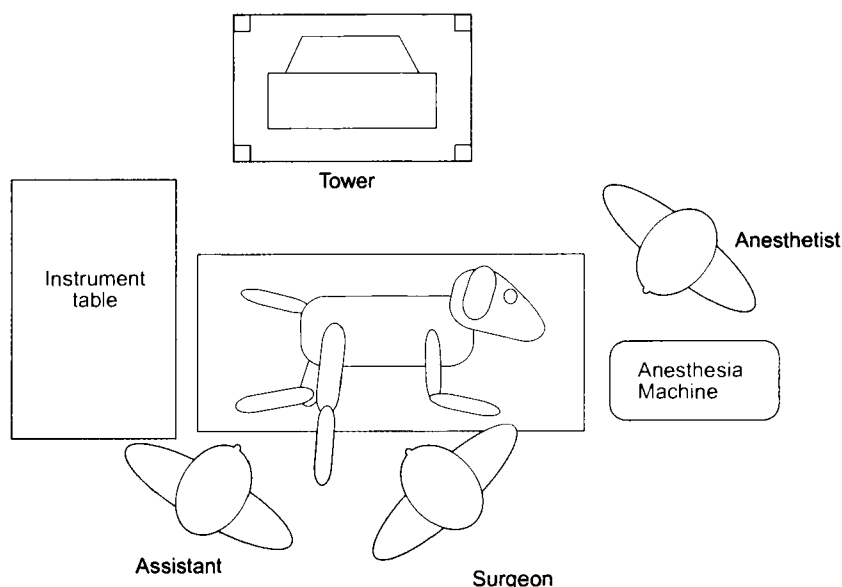 Tower
Anesthetist
Instrument
table
Anesthesia
Machine
Assistant
Surgeon